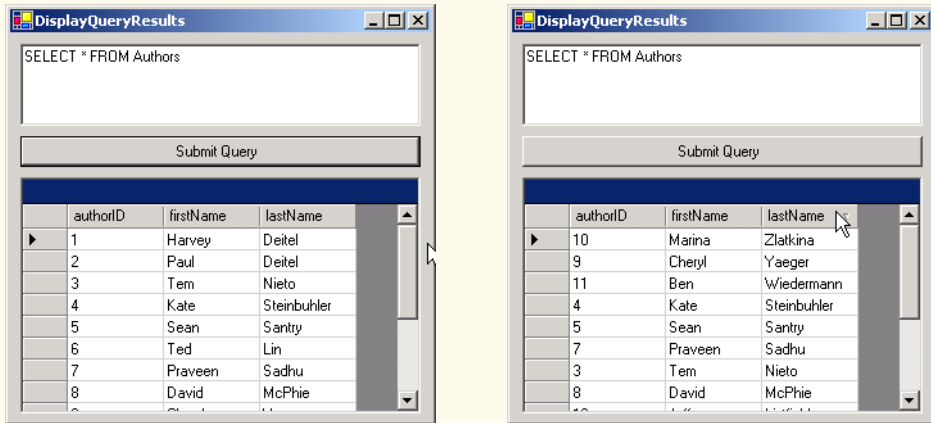 DisplayQueryResults
SELECT * FROM Authors
Submit Query
authorID firstName lastName
1 Harvey Deitel
2 Paul Deitel
3 Tem Nieto
4 Kate Steinbuhler
5 Sean Santry
6 Ted Lin
7 Praveen Sadhu
8 David McPhie
DisplayQueryResults
SELECT * FROM Authors
Submit Query
authorID firstName lastName
10 Marina Zlatkina
9 Cheryl Yaeger
11 Ben Wiedermann
4 Kate Steinbuhler
5 Sean Santry
7 Praveen Sadhu
3 Tem Nieto
8 David McPhie